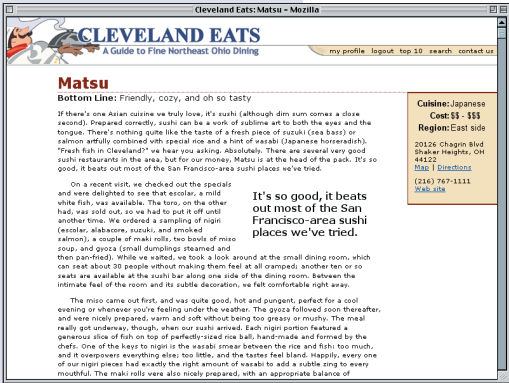 Cleveland Eats: Matsu - Mozilla
CLEVELAND EATS
A Guide to Fine Northeast Ohio Dining
my profile logout top 10 search contact us
Matsu
Bottom Line: Friendly, cozy, and oh so tasty
If there's one Asian cuisine we truly love, it's sushi (although dim sum comes a close
second). Prepared correctly, sushi can be a work of sublime art to both the eyes and the
tongue. There's nothing quite like the taste of a fresh piece of suzuki (sea bass) or
salmon artfully combined with special rice and a hint of wasabi (Japanese horseradish).
"Fresh fish in Cleveland?" we hear you asking. Absolutely. There are several very good
sushi restaurants in the area, but for our money, Matsu is at the head of the pack. It's so
good, it beats out most of the San Francisco-area sushi places we've tried.
On a recent visit, we checked out the specials
and were delighted to see that escolar, a mild
white fish, was available. The toro, on the other
had, was sold out, so we had to put it off until
another time. We ordered a sampling of nigiri
(escolar, alabacore, suzuki, and smoked
salmon), a couple of maki rolls, two bowls of miso
soup, and gyoza (small dumplings steamed and
then pan-fried). While we waited, we took a look around at the small dining room, which
can seat about 30 people without making them feel at all cramped; another ten or so
seats are available at the sushi bar along one side of the dining room. Between the
intimate feel of the room and its subtle decoration, we felt comfortable right away.
It's so good, it beats
out most of the San
Francisco-area sushi
places we've tried.
The miso came out first, and was quite good, hot and pungent, perfect for a cool
evening or whenever you're feeling under the weather. The gyoza followed soon thereafter,
and were nicely prepared, warm and soft without being too greasy or mushy. The meal
really got underway, though, when our sushi arrived. Each nigiri portion featured a
generous slice of fish on top of perfectly-sized rice ball, hand-made and formed by the
chefs. One of the keys to nigiri is the wasabi smear between the rice and fish: too much,
and it overpowers everything else; too little, and the tastes feel bland. Happily, every one
of our nigiri pieces had exactly the right amount of wasabi to add a subtle zing to every
mouthful. The maki rolls were also nicely prepared, with an appropriate balance of
Cuisine: Japanese
Cost: $$ - $$$
Region: East side
20126 Chagrin Blvd
Shaker Heights, OH
44122
Map | Directions
(216) 767-1111
Web site